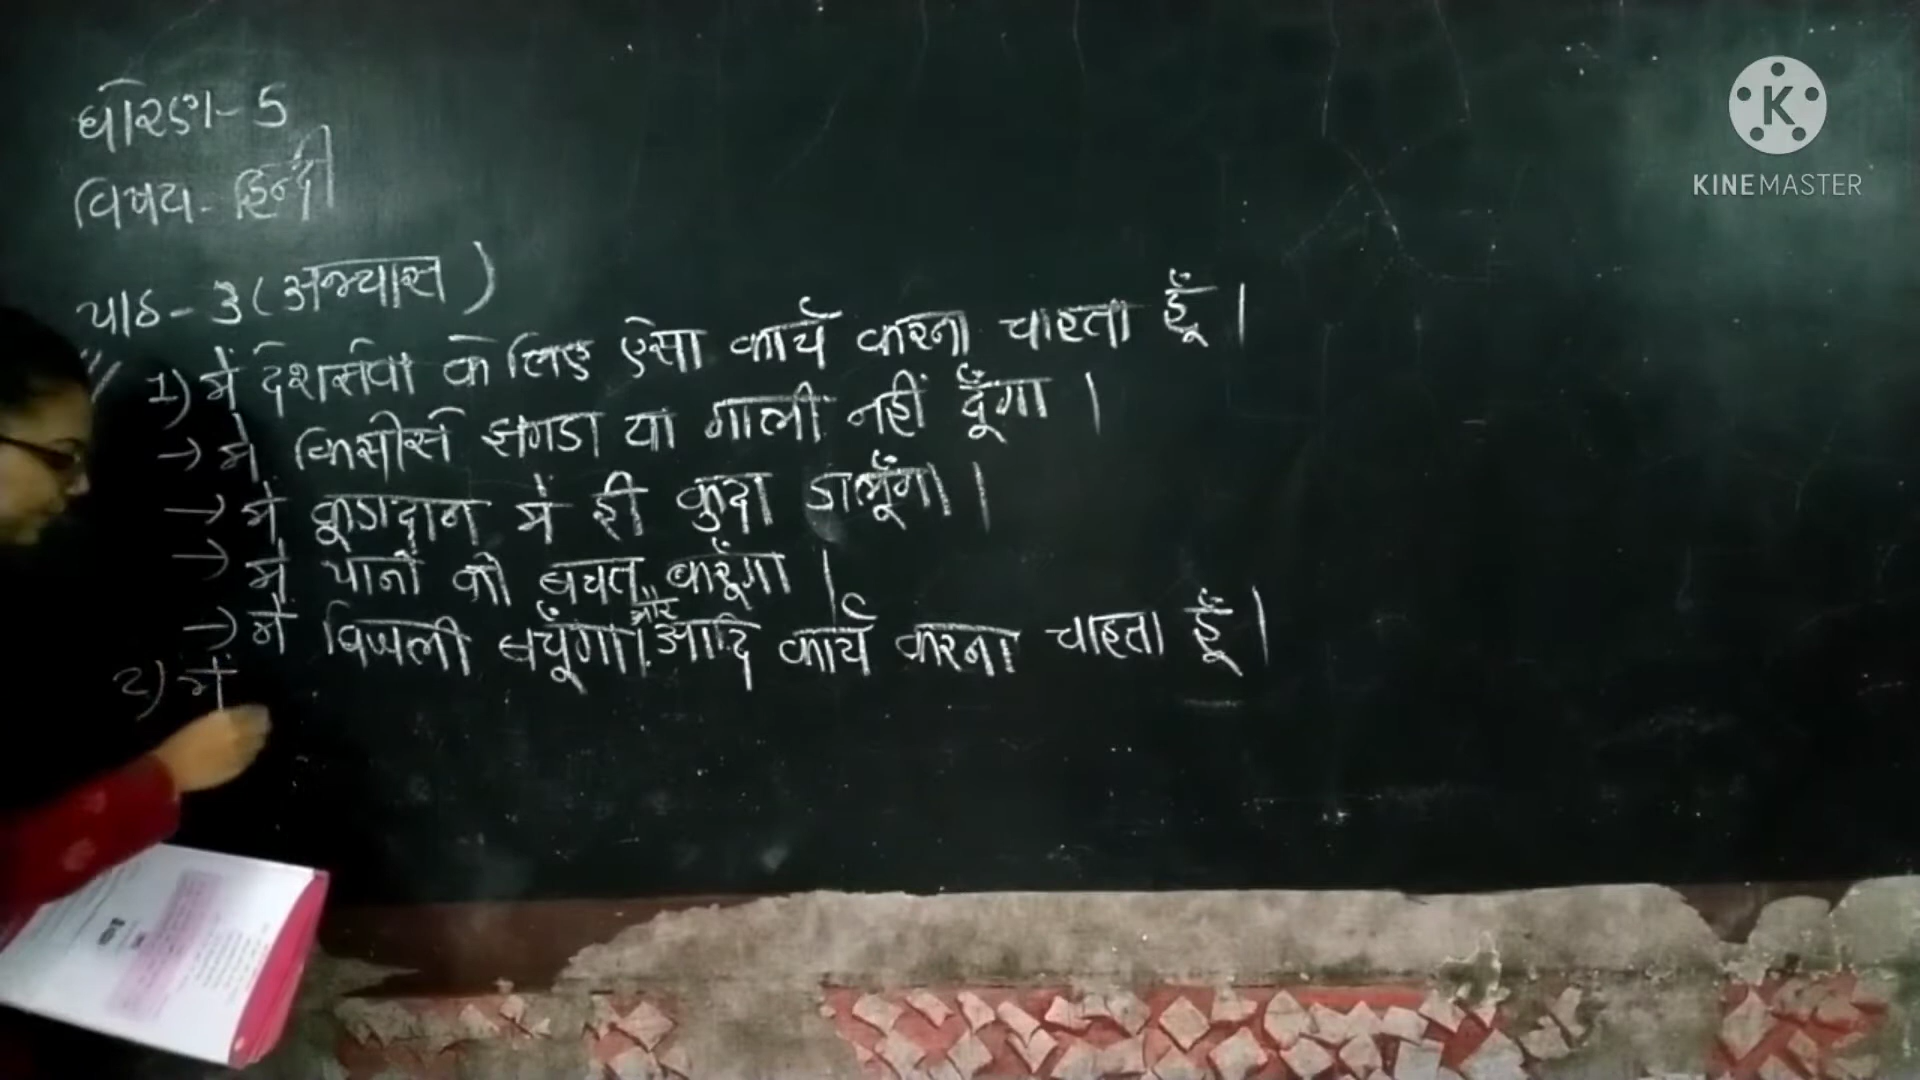 धोरण- 5
विषय- हिन्दी
पाठ- 3 (अभ्यास)
1) में देशसेवा के लिए ऐसा कार्य करना चाहता हूँ।
→ में किसीसे झगडा या गाली नहीं दूँगा।
→ में कूडादान में ही कुदा डालूँगा।
→ में पानी की बचत करूँगा।
→ में बिजली बचूँगा। और आदि कार्य करना चाहता हूँ।
2) में
K
KINEMASTER